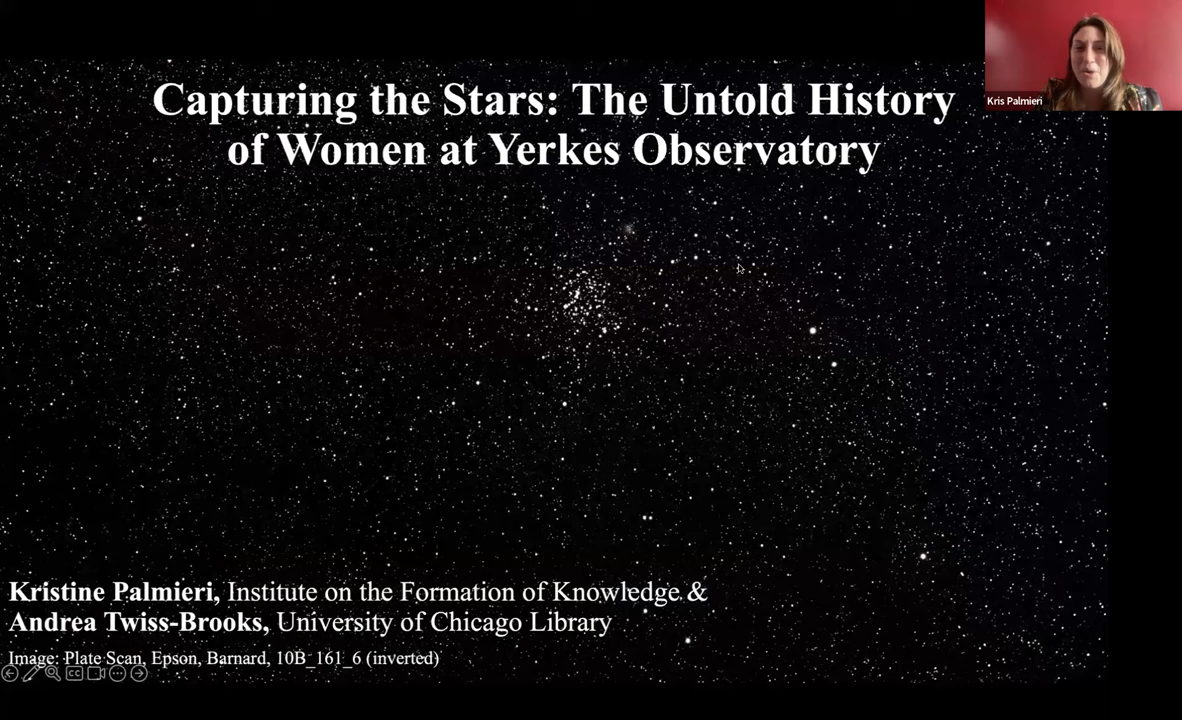 Capturing the Stars: The Untold History
of Women at Yerkes Observatory
Kris Palmieri
Kristine Palmieri, Institute on the Formation of Knowledge &
Andrea Twiss-Brooks, University of Chicago Library
Image: Plate Scan, Epson, Barnard, 10B_161_6 (inverted)
CC